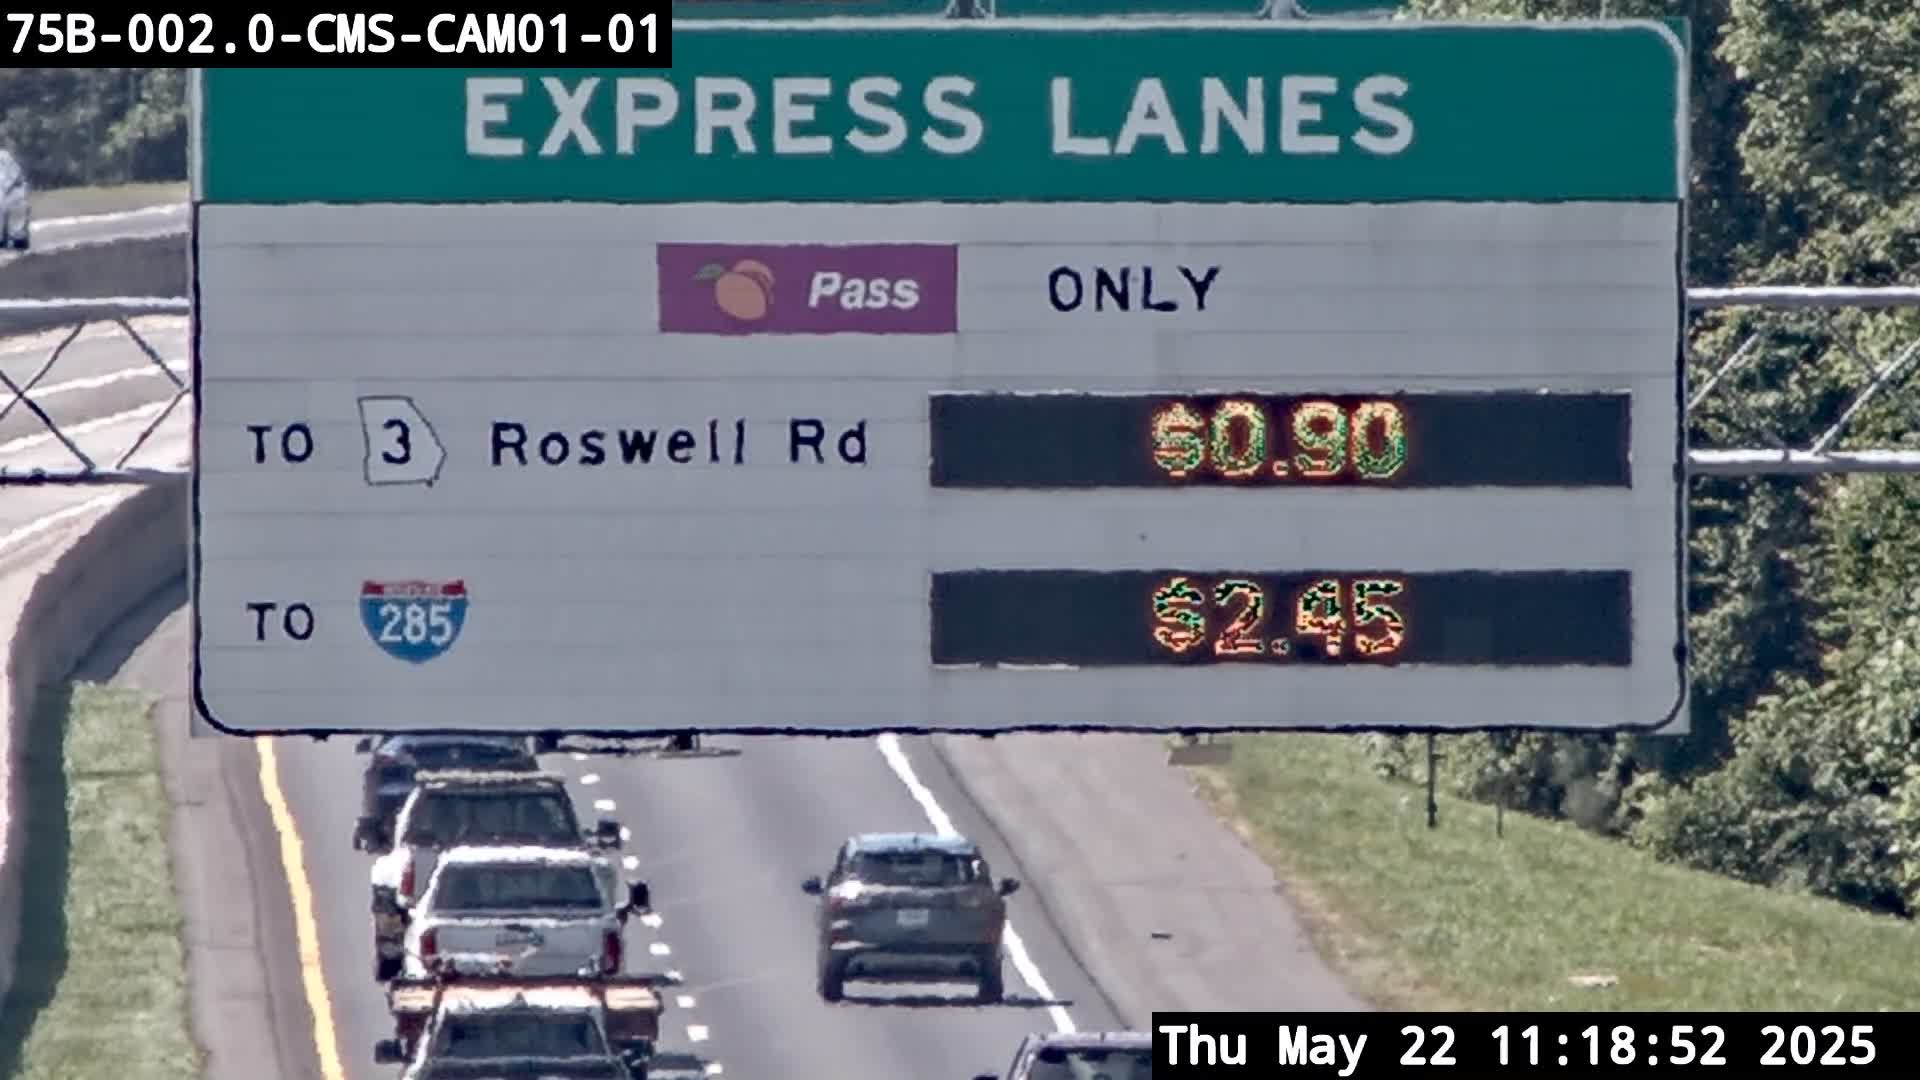 75B-002.0-CMS-CAM01-01
EXPRESS LANES
Pass ONLY
TO 3 Roswell Rd $0.90
TO 285 $2.45
Thu May 22 11:18:52 2025